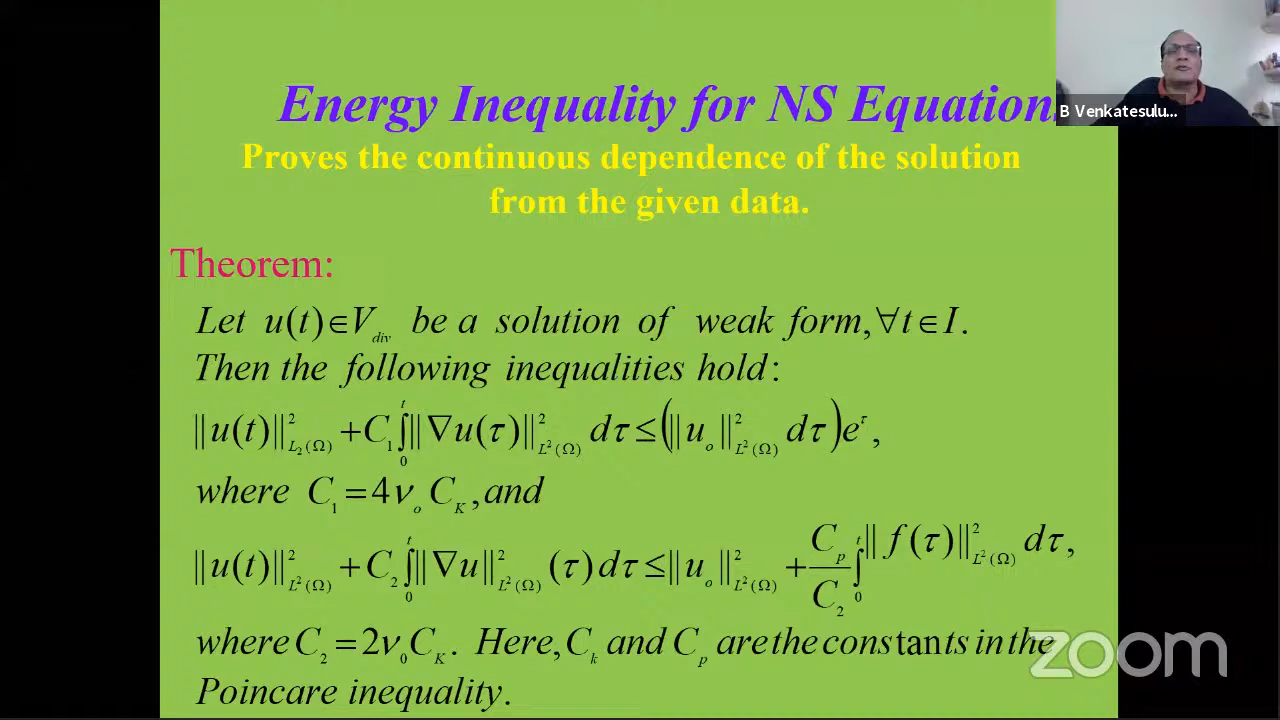 Energy Inequality for NS Equation
B Venkatesulu...
Proves the continuous dependence of the solution
from the given data.
Theorem:
Let u(t)∈V_div be a solution of weak form, ∀t∈I.
Then the following inequalities hold:
||u(t)||²_{L₂(Ω)} + C₁∫₀ᵗ||∇u(τ)||²_{L²(Ω)} dτ ≤ (||u_o||²_{L²(Ω)} dτ)e^τ,
where C₁ = 4ν_o C_K, and
||u(t)||²_{L²(Ω)} + C₂∫₀ᵗ||∇u||²_{L²(Ω)}(τ)dτ ≤ ||u_o||²_{L²(Ω)} + C_p/C₂ ∫₀ᵗ||f(τ)||²_{L²(Ω)} dτ,
where C₂ = 2ν₀C_K. Here, C_k and C_p are the constants in the
Poincare inequality.
zoom